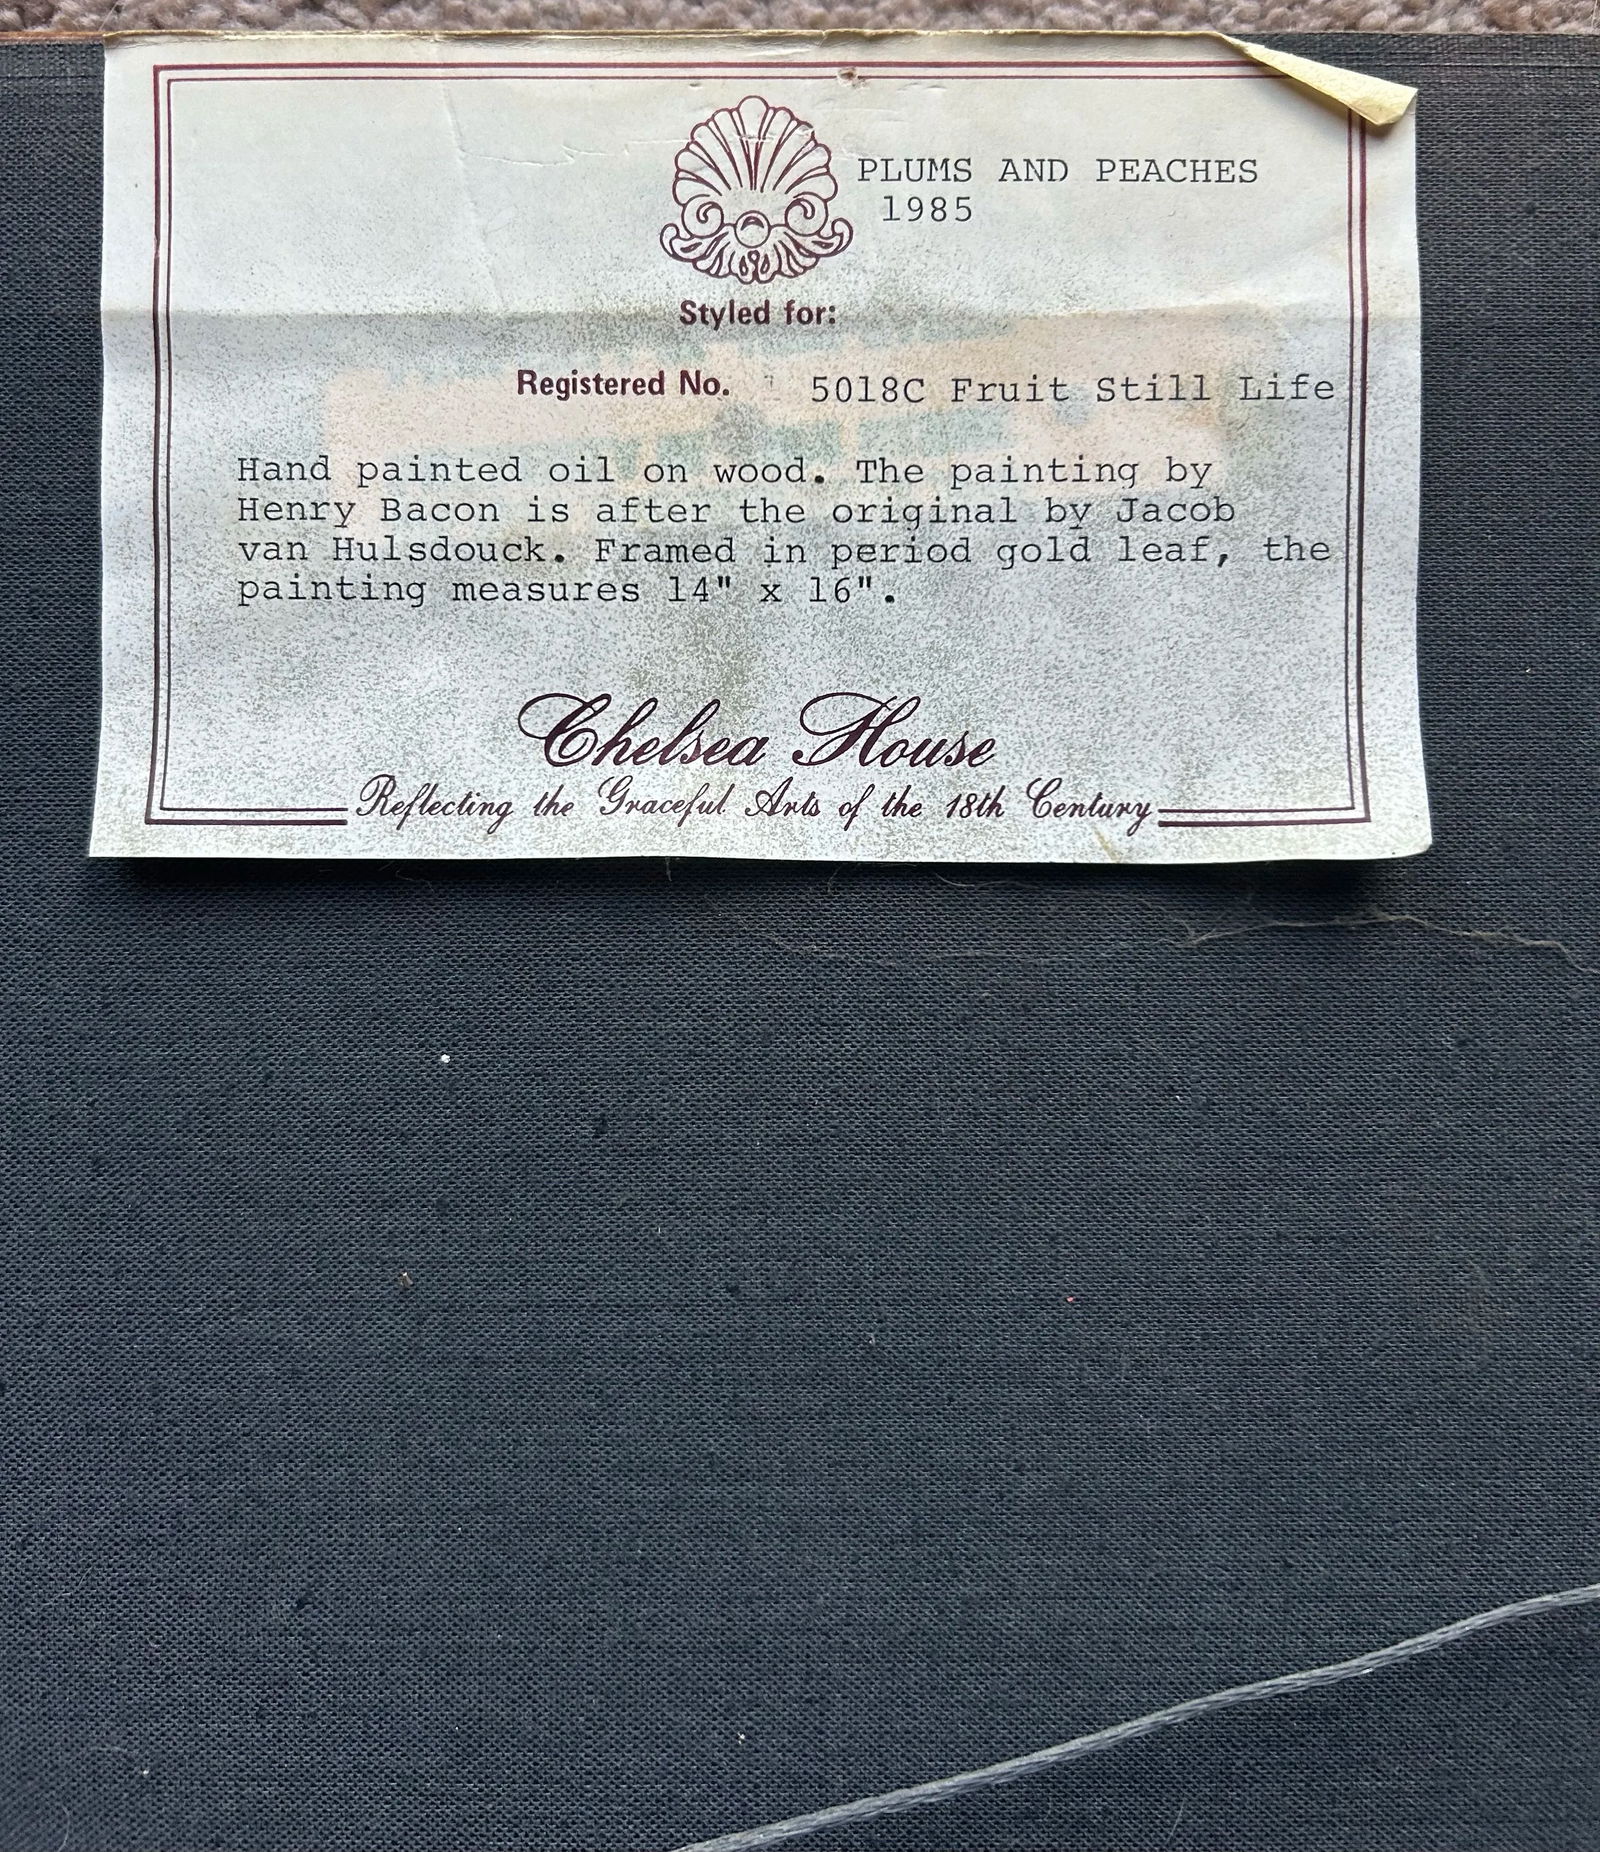 PLUMS AND PEACHES
1985
Styled for:
Registered No. 5018C Fruit Still Life
Hand painted oil on wood. The painting by
Henry Bacon is after the original by Jacob
van Hulsdouck. Framed in period gold leaf, the
painting measures 14" x 16".
Chelsea House
Reflecting the Graceful Arts of the 18th Century